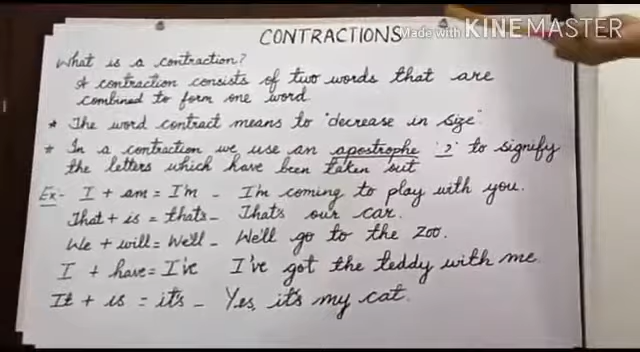 CONTRACTIONS
Made with KINEMASTER
What is a contraction?
A contraction consists of two words that are
combined to form one word.
* The word contract means to "decrease in size".
* In a contraction we use an apostrophe ' to signify
the letters which have been taken out
Ex- I + am = I'm - I'm coming to play with you.
That + is = that's - That's our car.
We + will = We'll - We'll go to the zoo.
I + have = I've I've got the teddy with me.
It + is = it's - Yes, it's my cat.